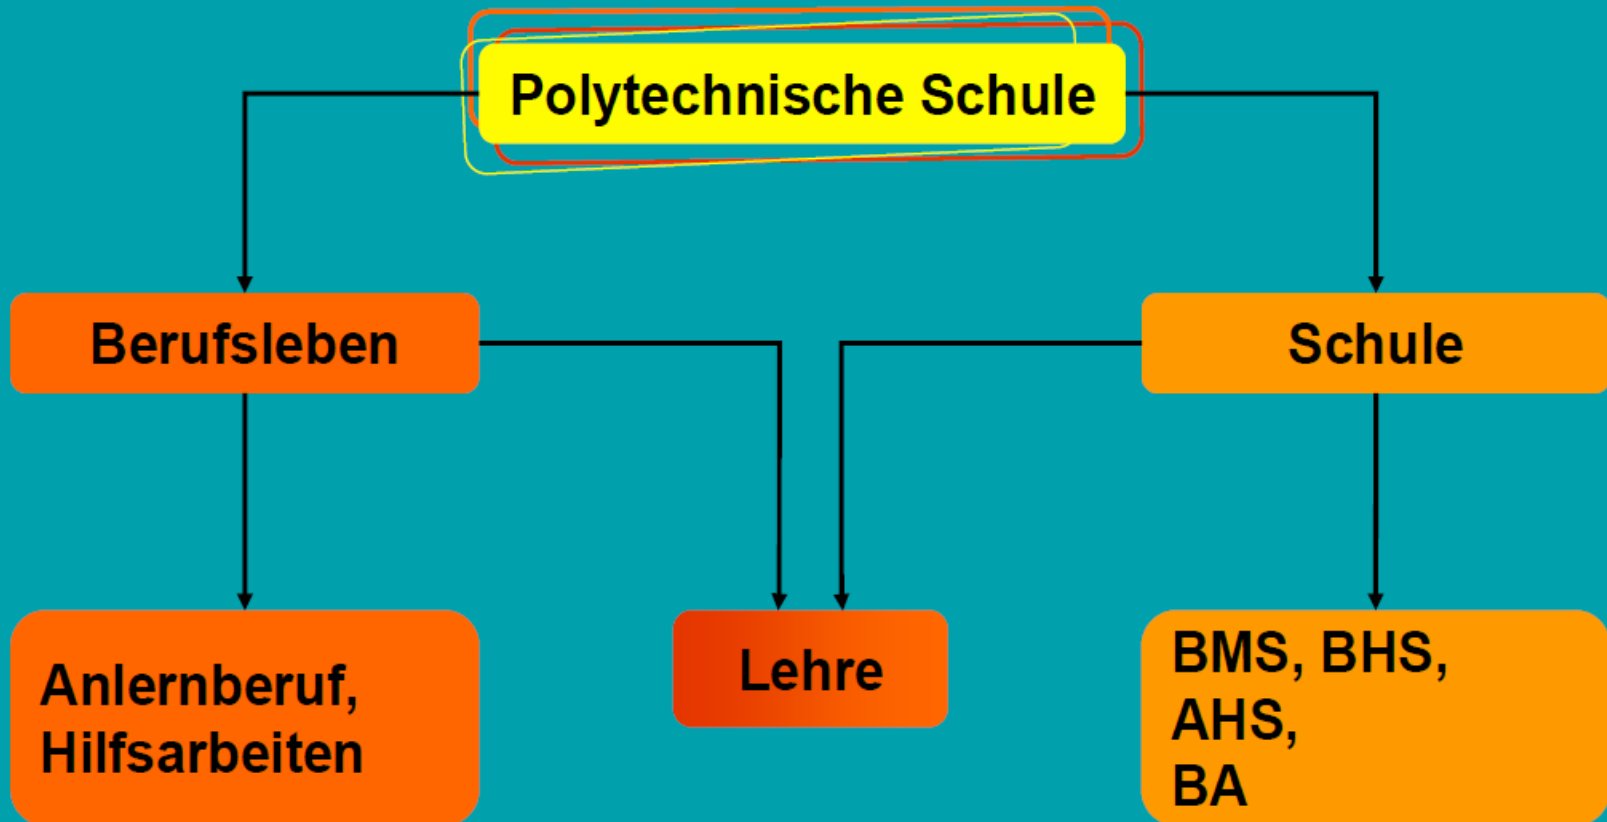 Polytechnische Schule
Berufsleben
Schule
Anlernberuf,
Hilfsarbeiten
Lehre
BMS, BHS,
AHS,
BA